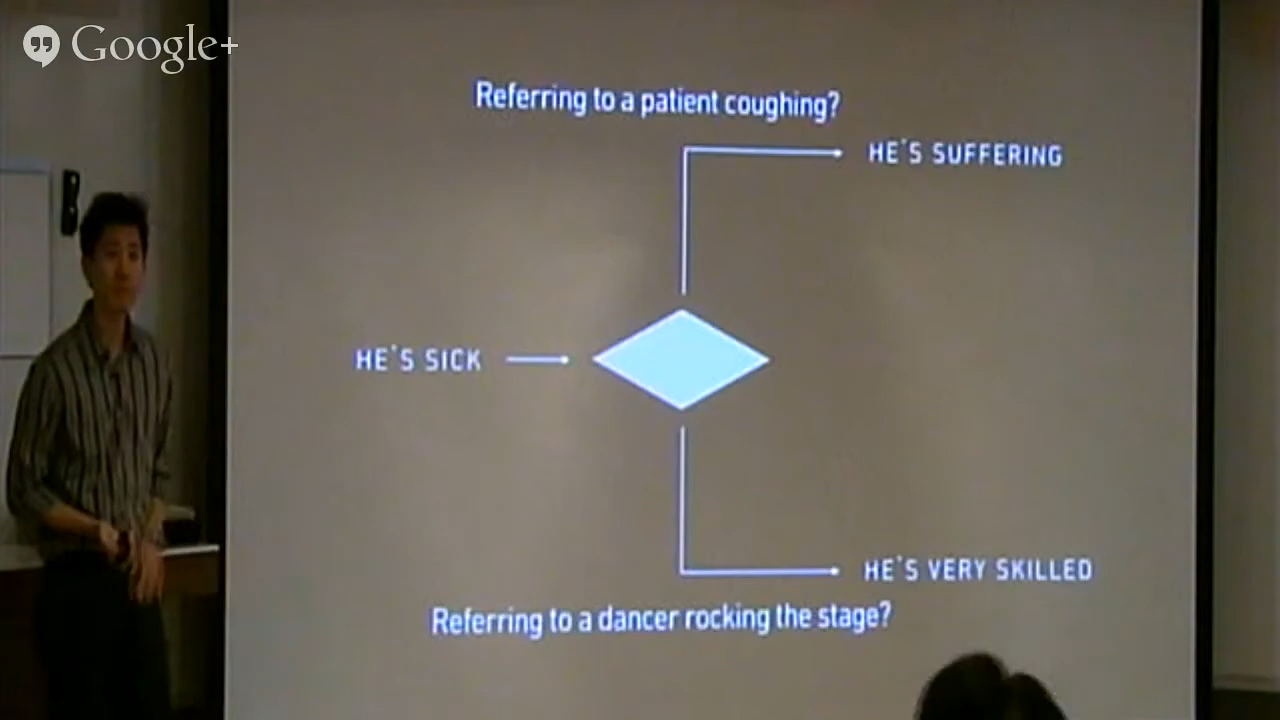 Google+
Referring to a patient coughing?
HE'S SUFFERING
HE'S SICK
HE'S VERY SKILLED
Referring to a dancer rocking the stage?